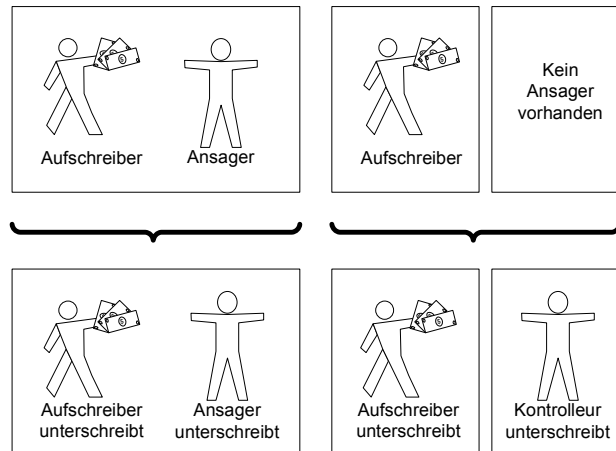 Aufschreiber
Ansager
Aufschreiber
Kein
Ansager
vorhanden
Aufschreiber
unterschreibt
Ansager
unterschreibt
Aufschreiber
unterschreibt
Kontrolleur
unterschreibt